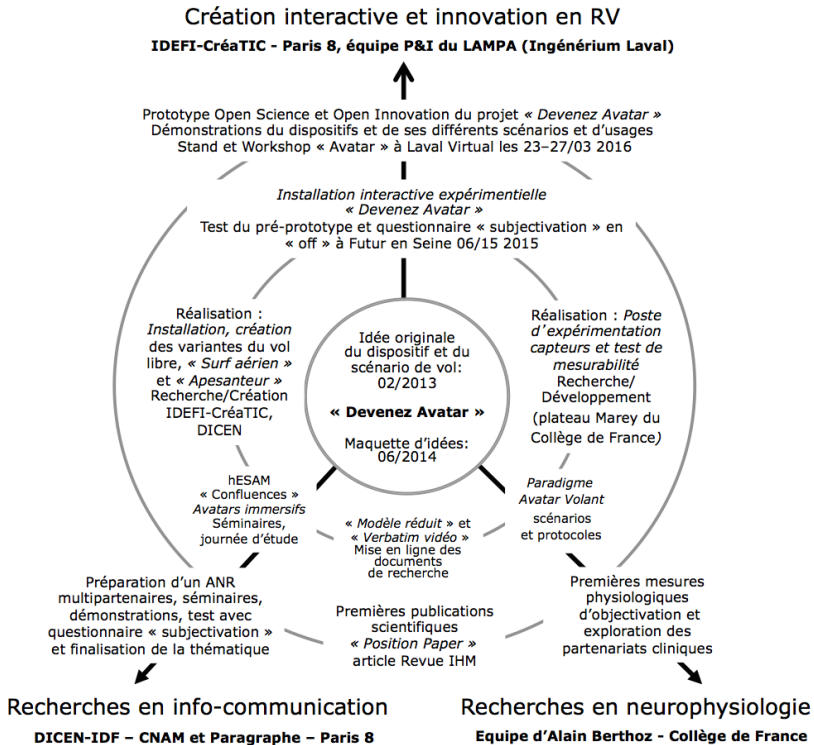 Création interactive et innovation en RV
IDEFI-CréaTIC - Paris 8, équipe P&I du LAMPA (Ingénérium Laval)
Prototype Open Science et Open Innovation du projet « Devenez Avatar »
Démonstrations du dispositifs et de ses différents scénarios et d'usages
Stand et Workshop « Avatar » à Laval Virtual les 23–27/03 2016
Installation interactive expérimentielle
« Devenez Avatar »
Test du pré-prototype et questionnaire « subjectivation » en
« off » à Futur en Seine 06/15 2015
Réalisation :
Installation, création
des variantes du vol
libre, « Surf aérien »
et « Apesanteur »
Recherche/Création
IDEFI-CréaTIC,
DICEN
Idée originale
du dispositif et du
scénario de vol:
02/2013
« Devenez Avatar »
Maquette d'idées:
06/2014
Réalisation : Poste
d'expérimentation
capteurs et test de
mesurabilité
Recherche/
Développement
(plateau Marey du
Collège de France)
hESAM
« Confluences »
Avatars immersifs
Séminaires,
journée d'étude
« Modèle réduit » et
« Verbatim vidéo »
Mise en ligne des
documents
de recherche
Paradigme
Avatar Volant
scénarios
et protocoles
Préparation d'un ANR
multipartenaires, séminaires,
démonstrations, test avec
questionnaire « subjectivation »
et finalisation de la thématique
Premières publications
scientifiques
« Position Paper »
article Revue IHM
Premières mesures
physiologiques
d'objectivation et
exploration des
partenariats cliniques
Recherches en info-communication
DICEN-IDF – CNAM et Paragraphe – Paris 8
Recherches en neurophysiologie
Equipe d'Alain Berthoz - Collège de France